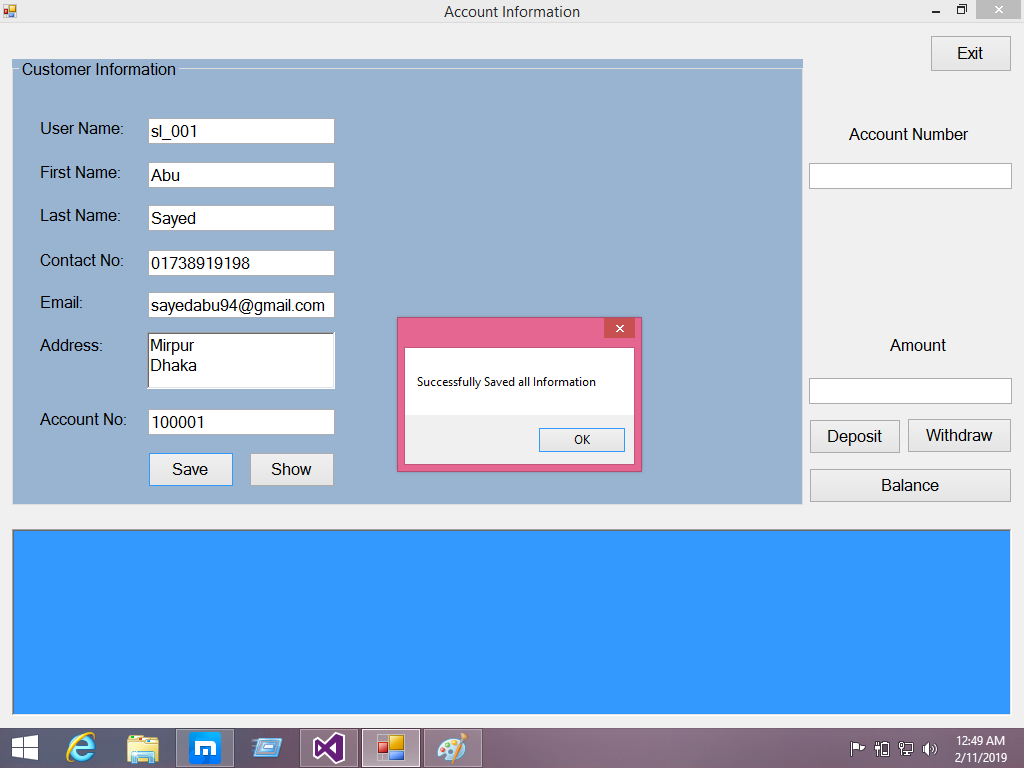 Account Information
Exit
Customer Information
User Name: sl_001
First Name: Abu
Last Name: Sayed
Contact No: 01738919198
Email: sayedabu94@gmail.com
Address: Mirpur
Dhaka
Account No: 100001
Save Show
Successfully Saved all Information
OK
Account Number
Amount
Deposit Withdraw
Balance
12:49 AM
2/11/2019